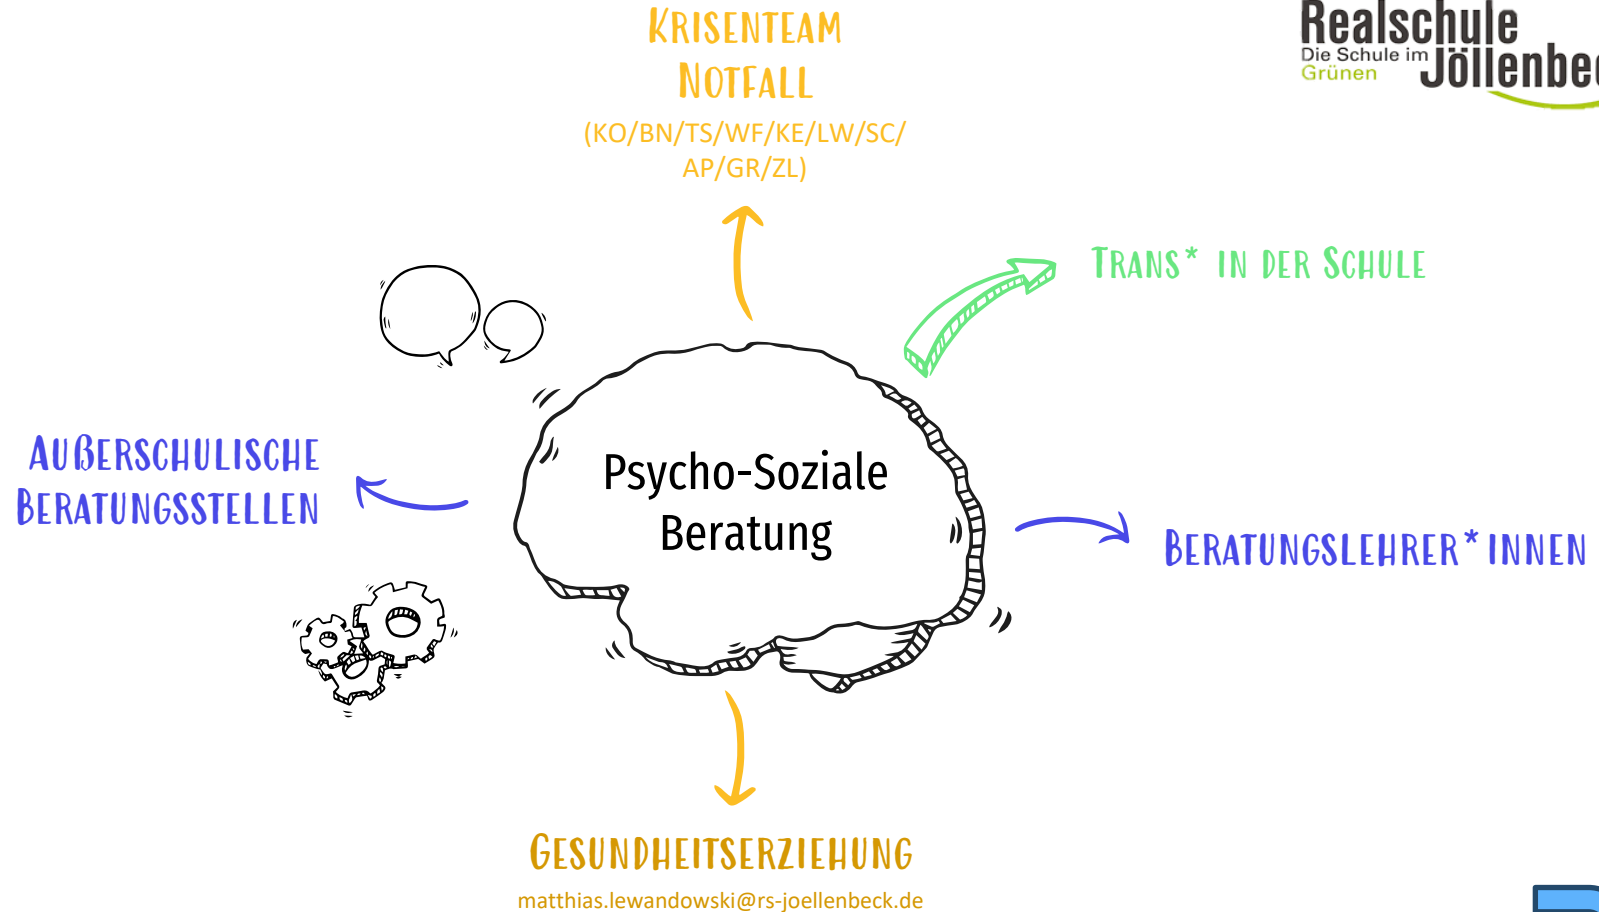 KRISENTEAM
NOTFALL
(KO/BN/TS/WF/KE/LW/SC/
AP/GR/ZL)
Realschule
Die Schule im
Grünen
TRANS* IN DER SCHULE
AUßERSCHULISCHE
BERATUNGSSTELLEN
Psycho-Soziale
Beratung
BERATUNGSLEHRER*INNEN
GESUNDHEITSERZIEHUNG
matthias.lewandowski@rs-joellenbeck.de